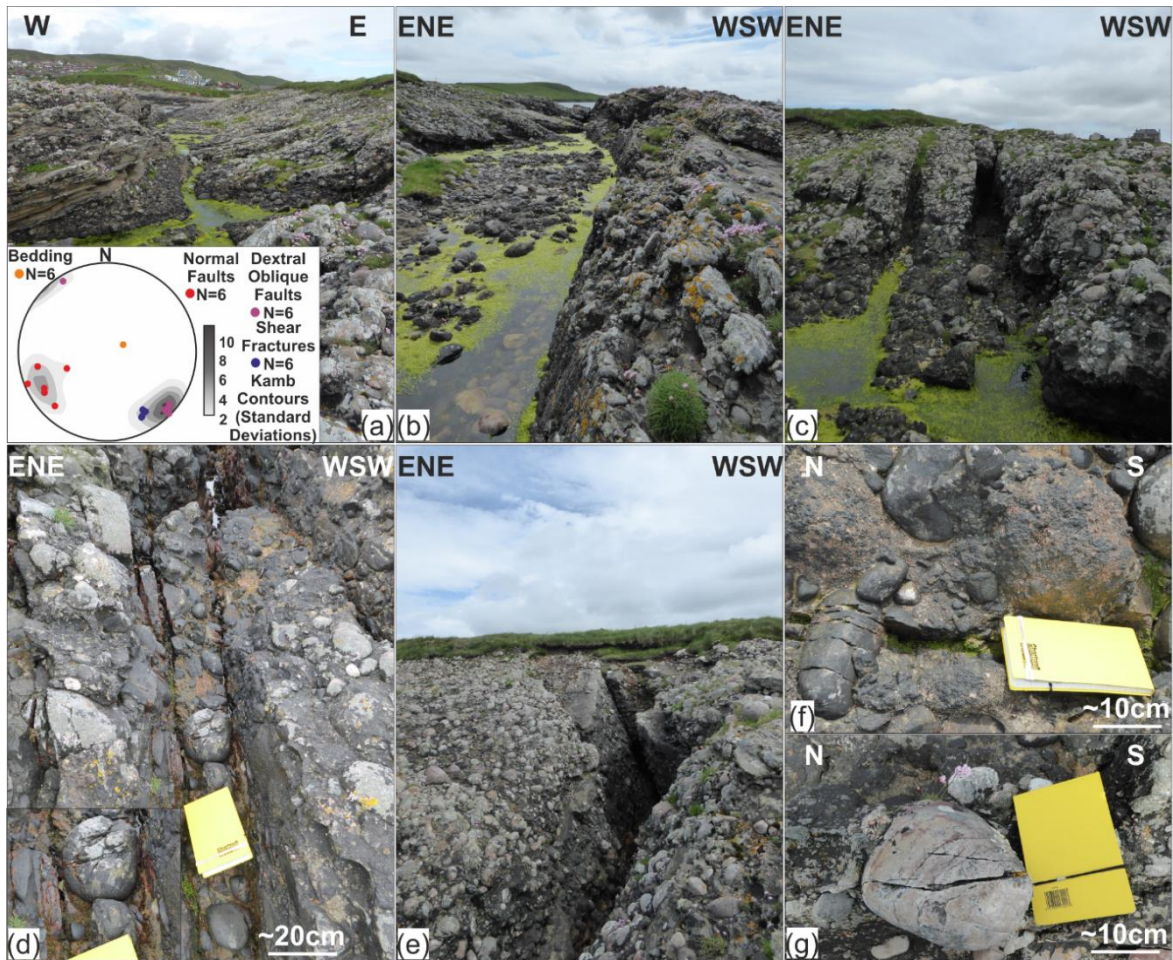 W E
ENE WSW
ENE WSW
Bedding
N=6
N
Normal
Faults
N=6
Dextral
Oblique
Faults
N=6
Shear
Fractures
N=6
Kamb
Contours
(Standard
Deviations)
10
8
6
4
2
(a)
(b)
(c)
ENE WSW
~20cm
(d)
ENE WSW
(e)
N S
~10cm
(f)
N S
~10cm
(g)